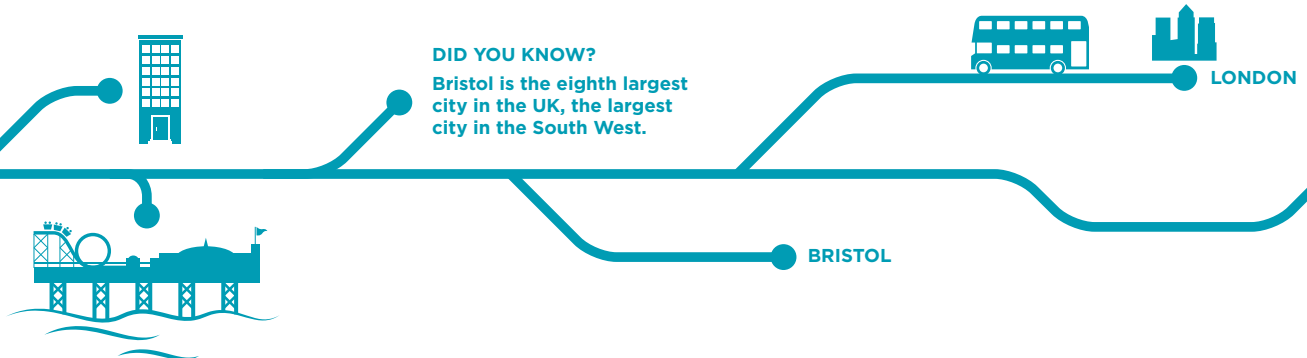 DID YOU KNOW?
Bristol is the eighth largest
city in the UK, the largest
city in the South West.
LONDON
BRISTOL